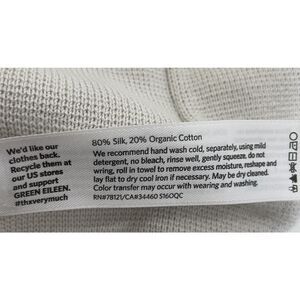 We'd like our
clothes back.
Recycle them at
our US stores
and support
GREEN EILEEN.
#thxverymuch
80% Silk, 20% Organic Cotton
We recommend hand wash cold, separately, using mild
detergent, no bleach, rinse well, gently squeeze, do not
wring, roll in towel to remove excess moisture, reshape and
lay flat to dry cool iron if necessary. May be dry cleaned.
Color transfer may occur with wearing and washing.
RN#78121/CA#34460 S16OQC